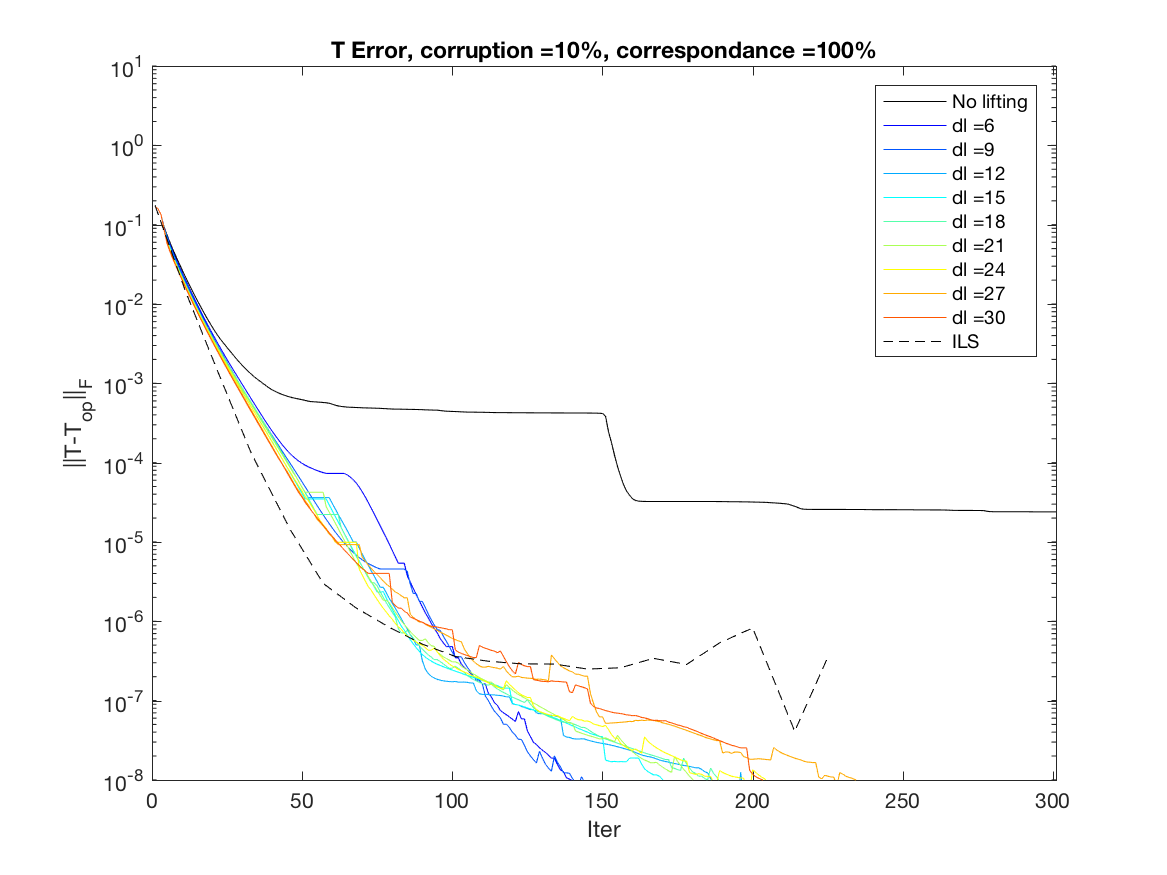 T Error, corruption =10%, correspondance =100%
10^1
10^0
10^-1
10^-2
10^-3
10^-4
10^-5
10^-6
10^-7
10^-8
||T-T_op||_F
No lifting
dl =6
dl =9
dl =12
dl =15
dl =18
dl =21
dl =24
dl =27
dl =30
ILS
0 50 100 150 200 250 300
Iter